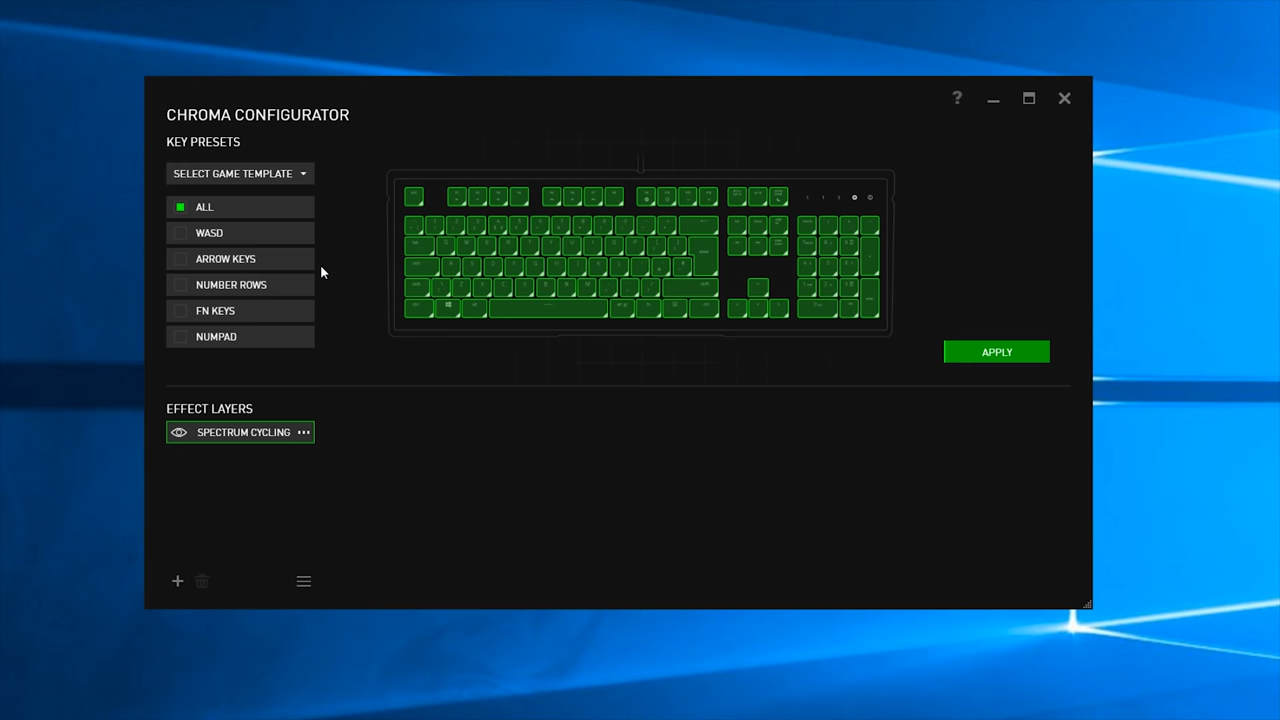 ?
CHROMA CONFIGURATOR
KEY PRESETS
SELECT GAME TEMPLATE
ALL
WASD
ARROW KEYS
NUMBER ROWS
FN KEYS
NUMPAD
APPLY
EFFECT LAYERS
SPECTRUM CYCLING